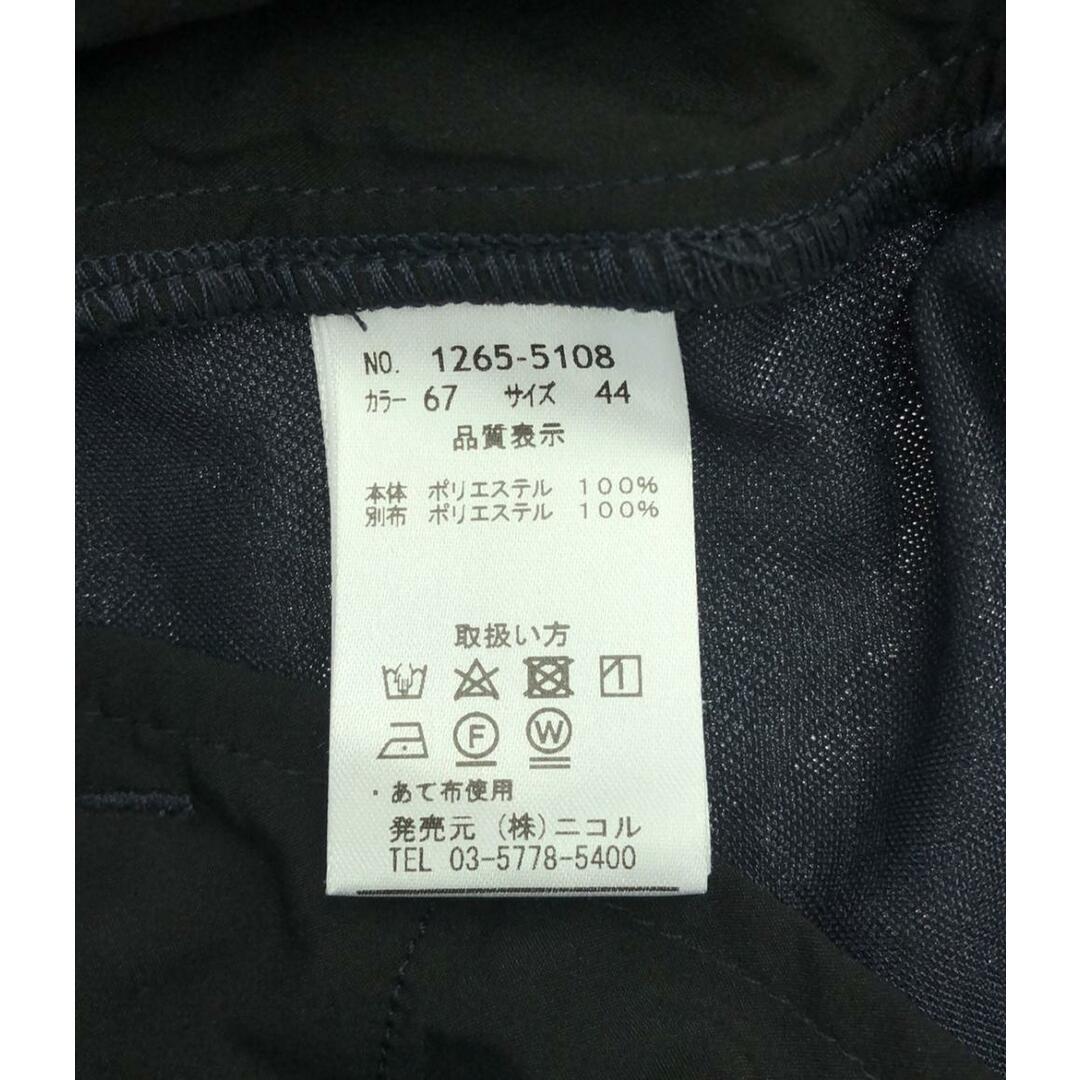 NO. 1265-5108
カラー 67 サイズ 44
品質表示
本体 ポリエステル 100%
別布 ポリエステル 100%
取扱い方
F W
・あて布使用
発売元 (株)ニコル
TEL 03-5778-5400